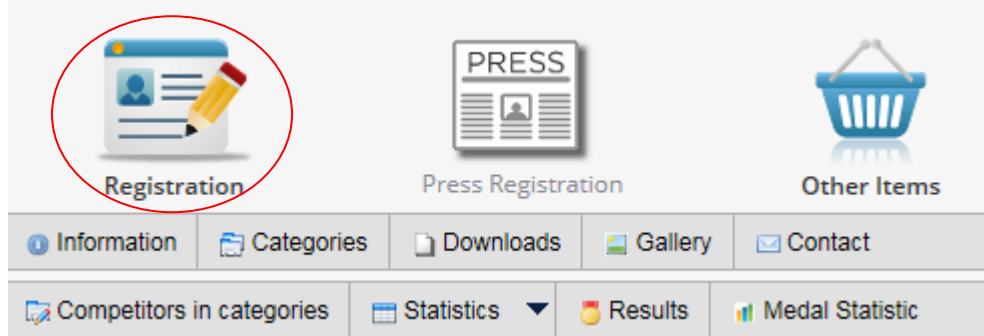 PRESS
Registration Press Registration Other Items
Information Categories Downloads Gallery Contact
Competitors in categories Statistics Results Medal Statistic